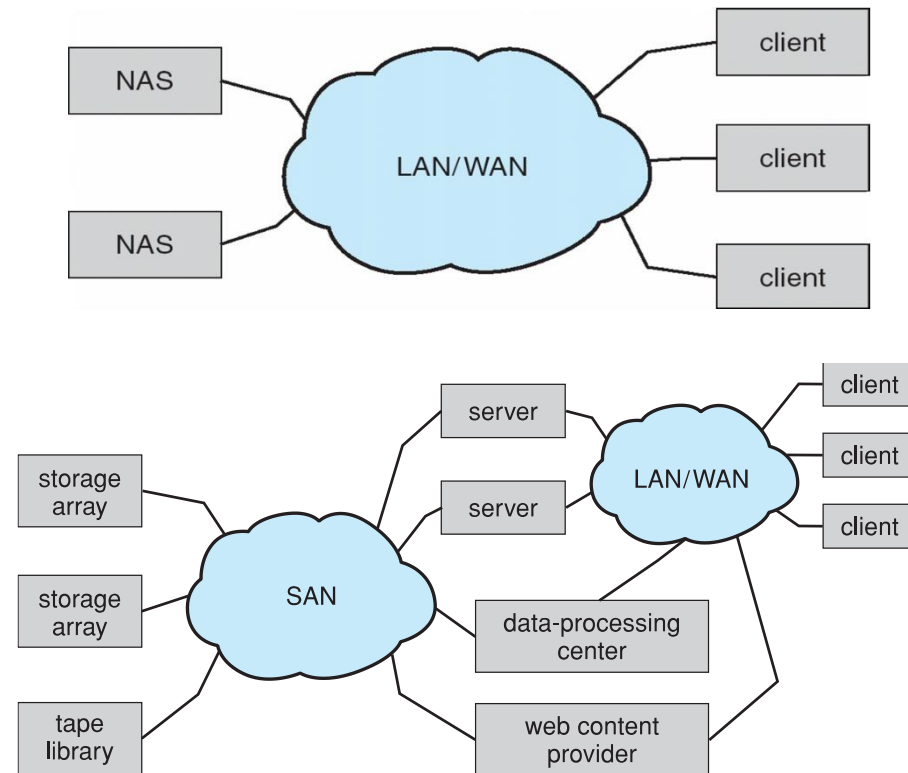 NAS
client
LAN/WAN
client
NAS
client
client
server
LAN/WAN
client
storage
array
server
client
SAN
storage
array
data-processing
center
tape
library
web content
provider